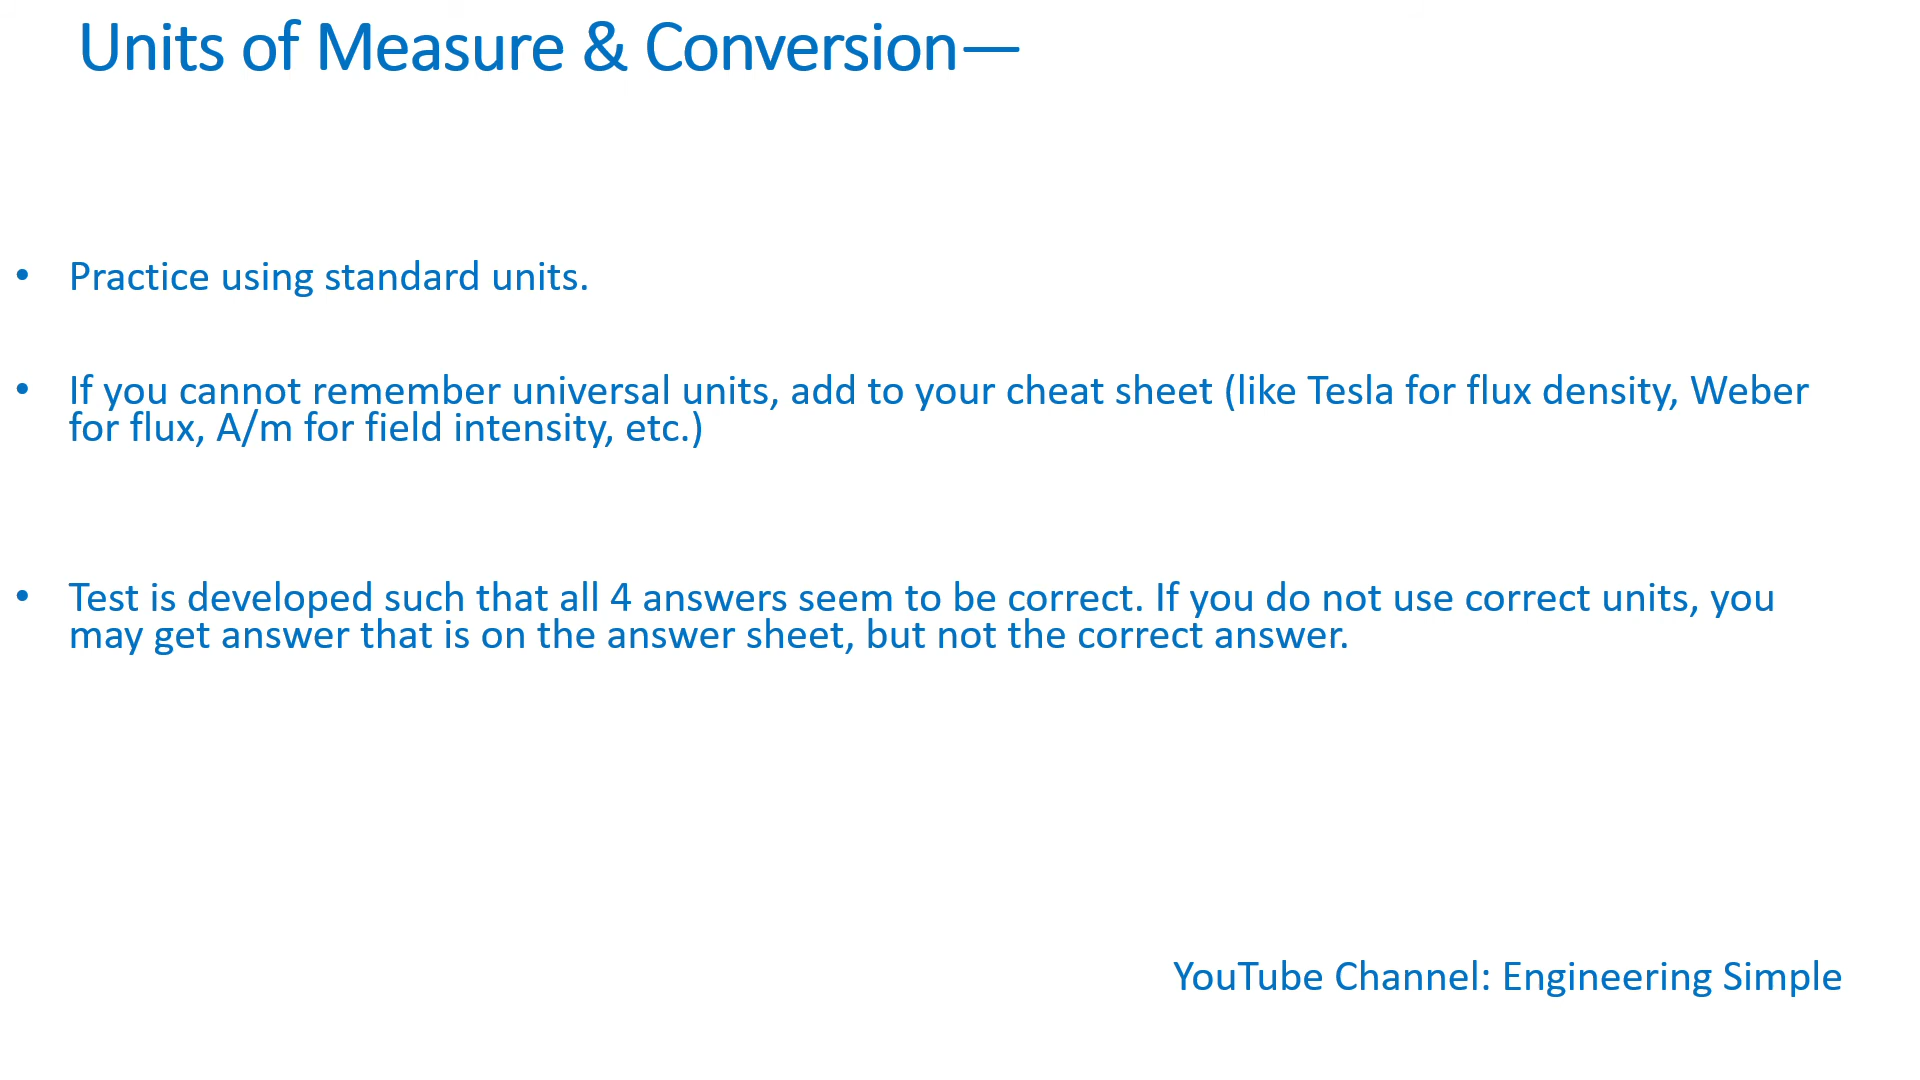 Units of Measure & Conversion—
• Practice using standard units.
• If you cannot remember universal units, add to your cheat sheet (like Tesla for flux density, Weber
for flux, A/m for field intensity, etc.)
• Test is developed such that all 4 answers seem to be correct. If you do not use correct units, you
may get answer that is on the answer sheet, but not the correct answer.
YouTube Channel: Engineering Simple